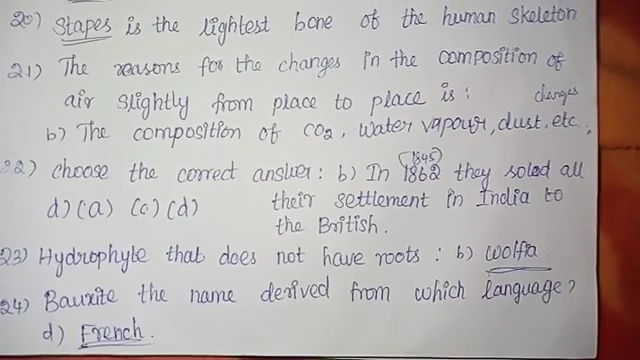 20) Stapes is the lightest bone of the human skeleton
21) The reasons for the changes in the composition of
air slightly from place to place is : changes
b) The composition of CO2, water vapour, dust, etc.,
22) choose the correct answer : b) In 1862 they soled all
1845
d) (a) (c) (d) their settlement in India to
the British.
23) Hydrophyte that does not have roots : b) wolffia
24) Bauxite the name derived from which language?
d) French.